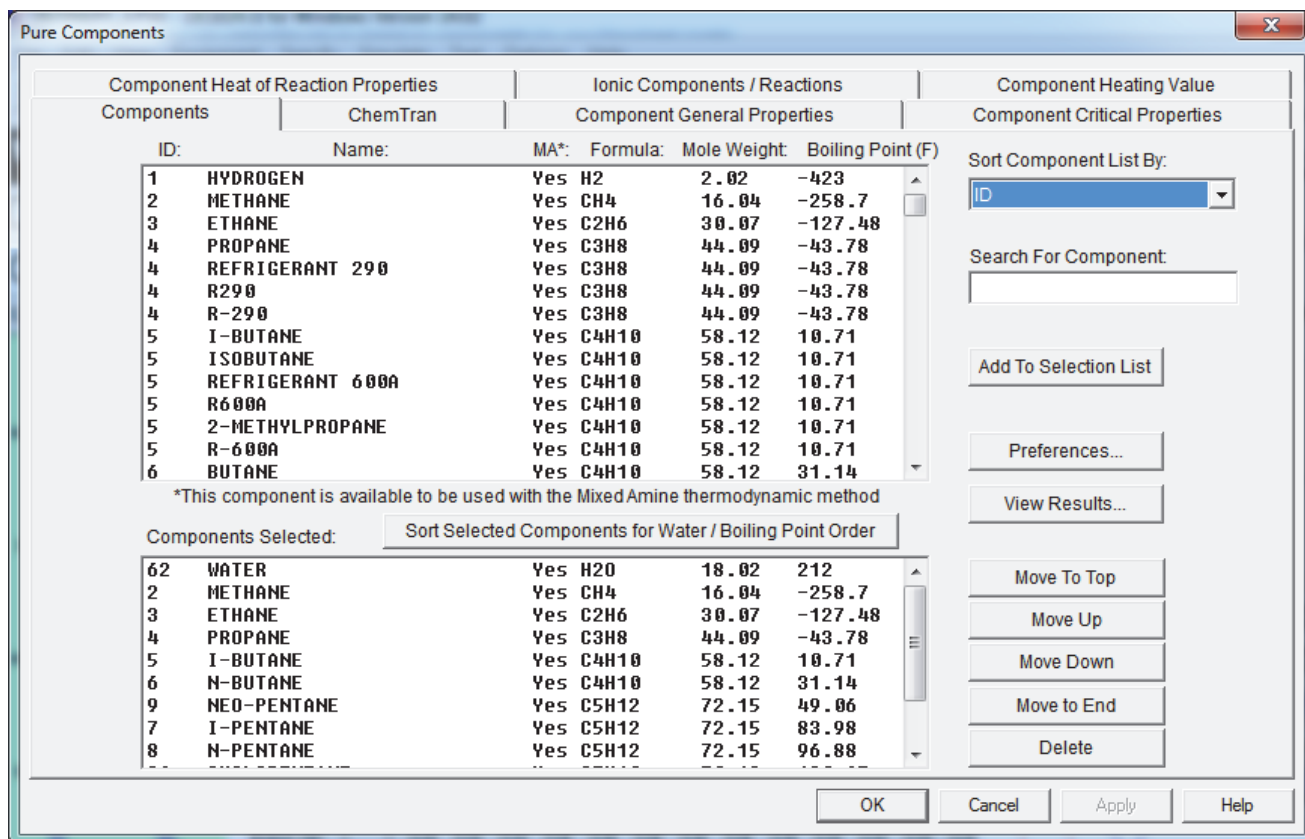 Pure Components
Component Heat of Reaction Properties Ionic Components / Reactions Component Heating Value
Components ChemTran Component General Properties Component Critical Properties
ID: Name: MA*: Formula: Mole Weight: Boiling Point (F)
1 HYDROGEN Yes H2 2.02 -423
2 METHANE Yes CH4 16.04 -258.7
3 ETHANE Yes C2H6 30.07 -127.48
4 PROPANE Yes C3H8 44.09 -43.78
4 REFRIGERANT 290 Yes C3H8 44.09 -43.78
4 R290 Yes C3H8 44.09 -43.78
4 R-290 Yes C3H8 44.09 -43.78
5 I-BUTANE Yes C4H10 58.12 10.71
5 ISOBUTANE Yes C4H10 58.12 10.71
5 REFRIGERANT 600A Yes C4H10 58.12 10.71
5 R600A Yes C4H10 58.12 10.71
5 2-METHYLPROPANE Yes C4H10 58.12 10.71
5 R-600A Yes C4H10 58.12 10.71
6 BUTANE Yes C4H10 58.12 31.14
*This component is available to be used with the Mixed Amine thermodynamic method
Components Selected: Sort Selected Components for Water / Boiling Point Order
62 WATER Yes H2O 18.02 212
2 METHANE Yes CH4 16.04 -258.7
3 ETHANE Yes C2H6 30.07 -127.48
4 PROPANE Yes C3H8 44.09 -43.78
5 I-BUTANE Yes C4H10 58.12 10.71
6 N-BUTANE Yes C4H10 58.12 31.14
9 NEO-PENTANE Yes C5H12 72.15 49.06
7 I-PENTANE Yes C5H12 72.15 83.98
8 N-PENTANE Yes C5H12 72.15 96.88
Sort Component List By:
ID
Search For Component:
Add To Selection List
Preferences...
View Results...
Move To Top
Move Up
Move Down
Move to End
Delete
OK Cancel Apply Help